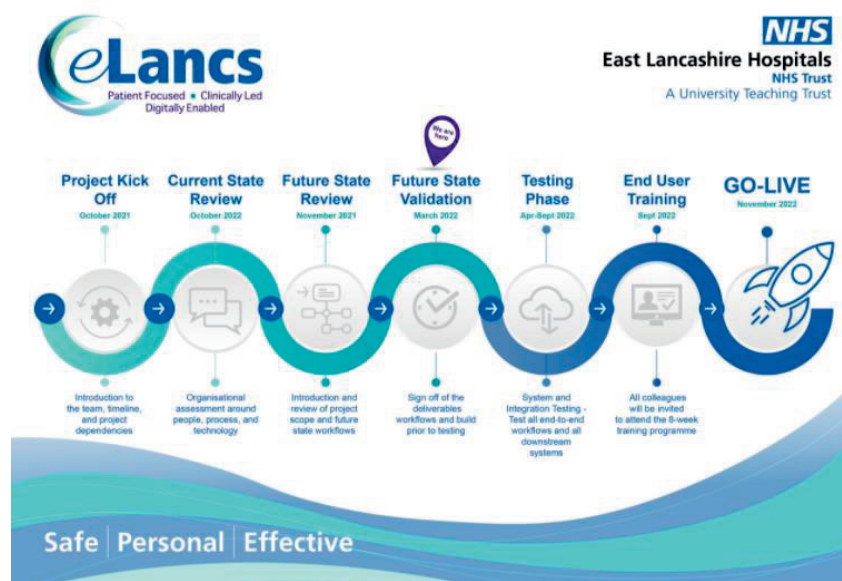 eLancs
Patient Focused • Clinically Led
Digitally Enabled
NHS
East Lancashire Hospitals
NHS Trust
A University Teaching Trust
We are
here
Project Kick
Off
October 2021
Current State
Review
October 2022
Future State
Review
November 2021
Future State
Validation
March 2022
Testing
Phase
Apr-Sept 2022
End User
Training
Sept 2022
GO-LIVE
November 2022
Introduction to
the team, timeline,
and project
dependencies
Organisational
assessment around
people, process, and
technology
Introduction and
review of project
scope and future
state workflows
Sign off of the
deliverables
workflows and build
prior to testing
System and
Integration Testing -
Test all end-to-end
workflows and all
downstream
systems
All colleagues
will be invited
to attend the 8-week
training programme
Safe | Personal | Effective